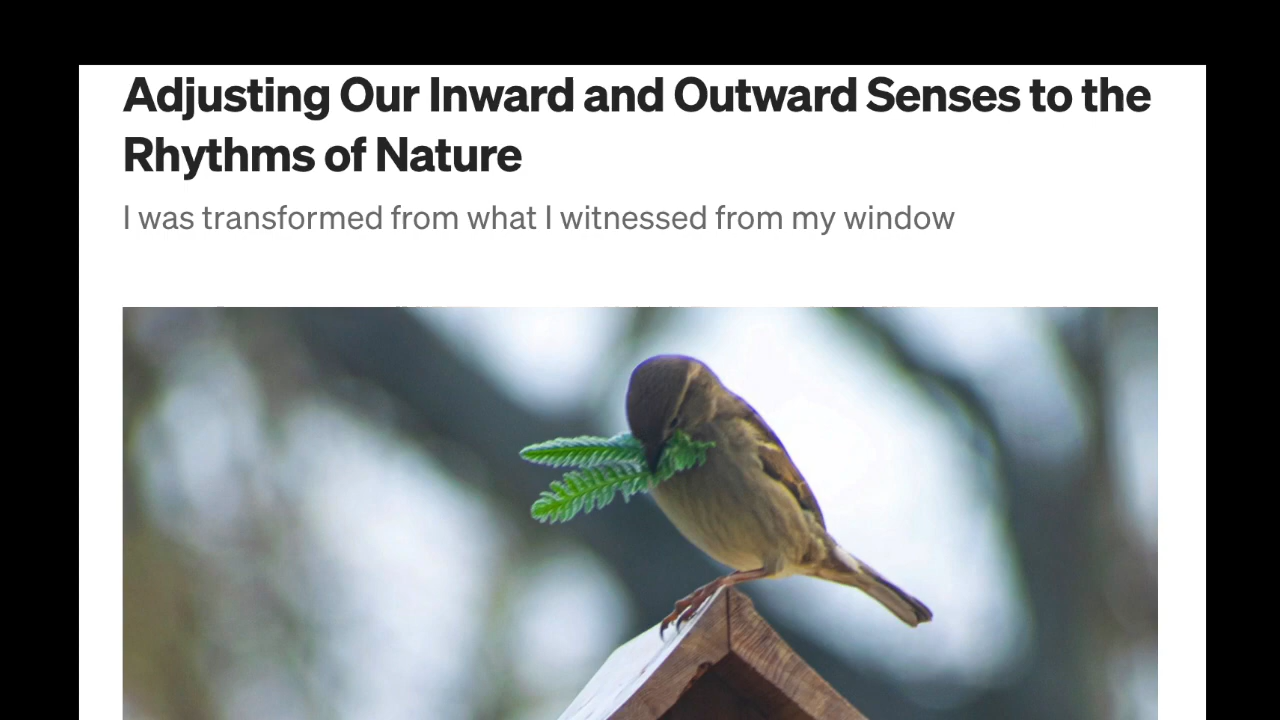 Adjusting Our Inward and Outward Senses to the
Rhythms of Nature
I was transformed from what I witnessed from my window